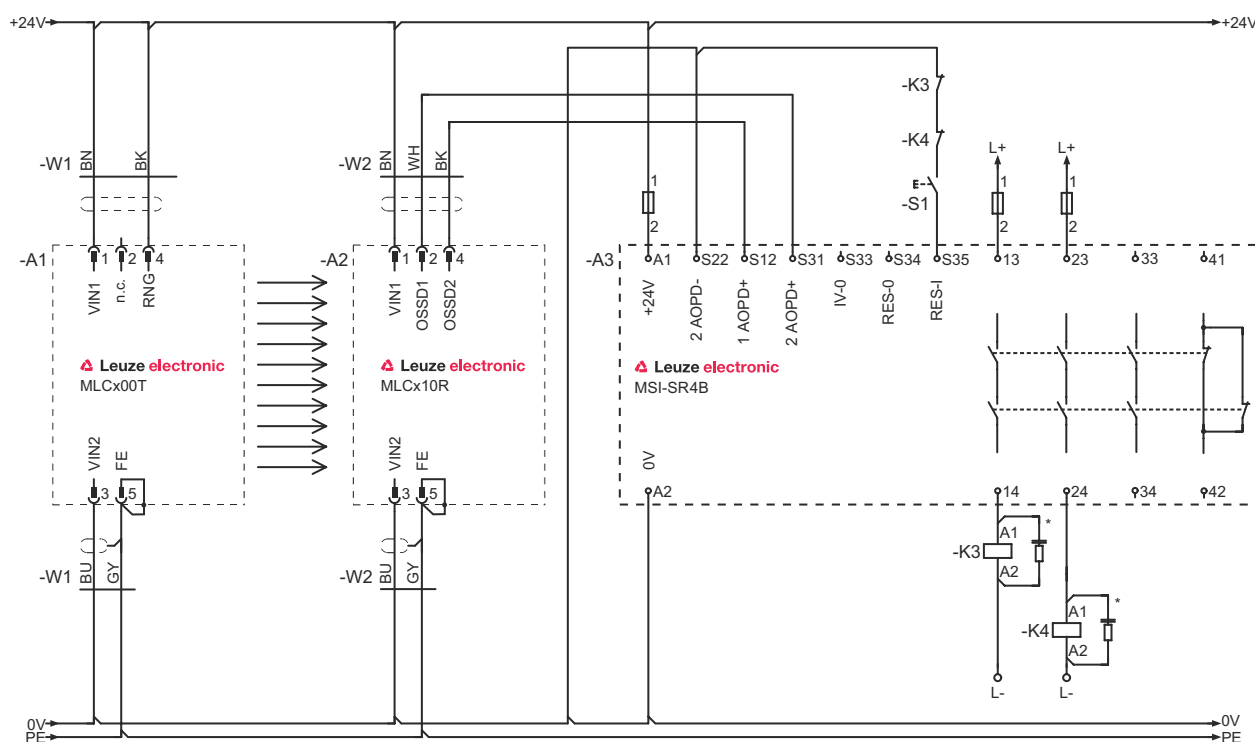 +24V
+24V
-K3
-K4
-S1
L+
L+
-W1
BN
BK
-W2
BN
WH
BK
1
2
1
2
1
2
-A1
1
2
4
VIN1
n.c.
RNG
-A2
1
2
4
VIN1
OSSD1
OSSD2
-A3
A1
S22
S12
S31
S33
S34
S35
13
23
33
41
+24V
2 AOPD-
1 AOPD+
2 AOPD+
IV-0
RES-0
RES-I
Leuze electronic
MLCx00T
Leuze electronic
MLCx10R
Leuze electronic
MSI-SR4B
VIN2
FE
3
5
VIN2
FE
3
5
0V
A2
14
24
34
42
-W1
BU
GY
-W2
BU
GY
-K3
A1
A2
*
-K4
A1
A2
*
L-
L-
0V
0V
PE
PE